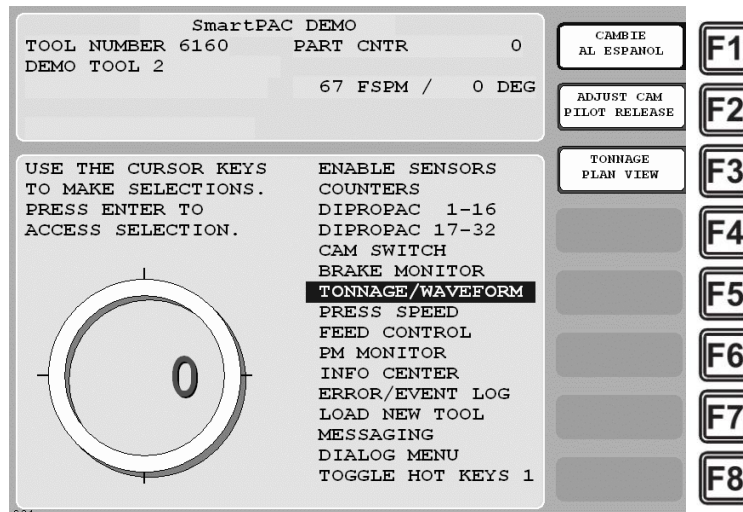 SmartPAC DEMO
TOOL NUMBER 6160 PART CNTR 0
DEMO TOOL 2
67 FSPM / 0 DEG
USE THE CURSOR KEYS
TO MAKE SELECTIONS.
PRESS ENTER TO
ACCESS SELECTION.
0
ENABLE SENSORS
COUNTERS
DIPROPAC 1-16
DIPROPAC 17-32
CAM SWITCH
BRAKE MONITOR
TONNAGE/WAVEFORM
PRESS SPEED
FEED CONTROL
PM MONITOR
INFO CENTER
ERROR/EVENT LOG
LOAD NEW TOOL
MESSAGING
DIALOG MENU
TOGGLE HOT KEYS 1
CAMBIE
AL ESPANOL
F1
ADJUST CAM
PILOT RELEASE
F2
TONNAGE
PLAN VIEW
F3
F4
F5
F6
F7
F8